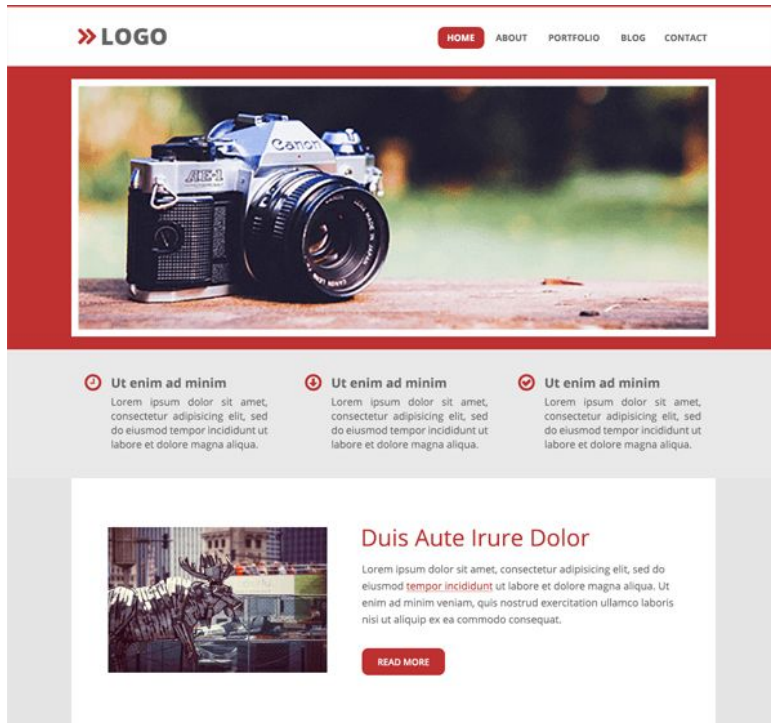 LOGO
HOME ABOUT PORTFOLIO BLOG CONTACT
Canon
AE-1
CANON LENS
Ut enim ad minim
Lorem ipsum dolor sit amet,
consectetur adipisicing elit, sed
do eiusmod tempor incididunt ut
labore et dolore magna aliqua.
Ut enim ad minim
Lorem ipsum dolor sit amet,
consectetur adipisicing elit, sed
do eiusmod tempor incididunt ut
labore et dolore magna aliqua.
Ut enim ad minim
Lorem ipsum dolor sit amet,
consectetur adipisicing elit, sed
do eiusmod tempor incididunt ut
labore et dolore magna aliqua.
Duis Aute Irure Dolor
Lorem ipsum dolor sit amet, consectetur adipisicing elit, sed do
eiusmod tempor incididunt ut labore et dolore magna aliqua. Ut
enim ad minim veniam, quis nostrud exercitation ullamco laboris
nisi ut aliquip ex ea commodo consequat.
READ MORE